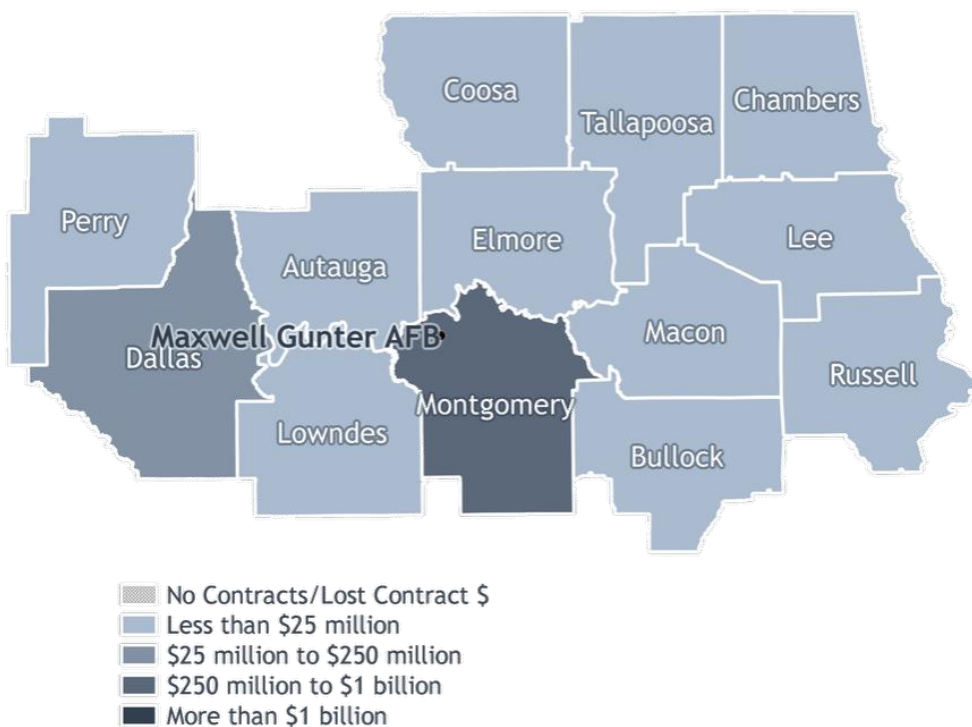 Coosa
Chambers
Tallapoosa
Perry
Elmore
Lee
Autauga
Maxwell Gunter AFB
Dallas
Macon
Russell
Montgomery
Lowndes
Bullock
No Contracts/Lost Contract $
Less than $25 million
$25 million to $250 million
$250 million to $1 billion
More than $1 billion